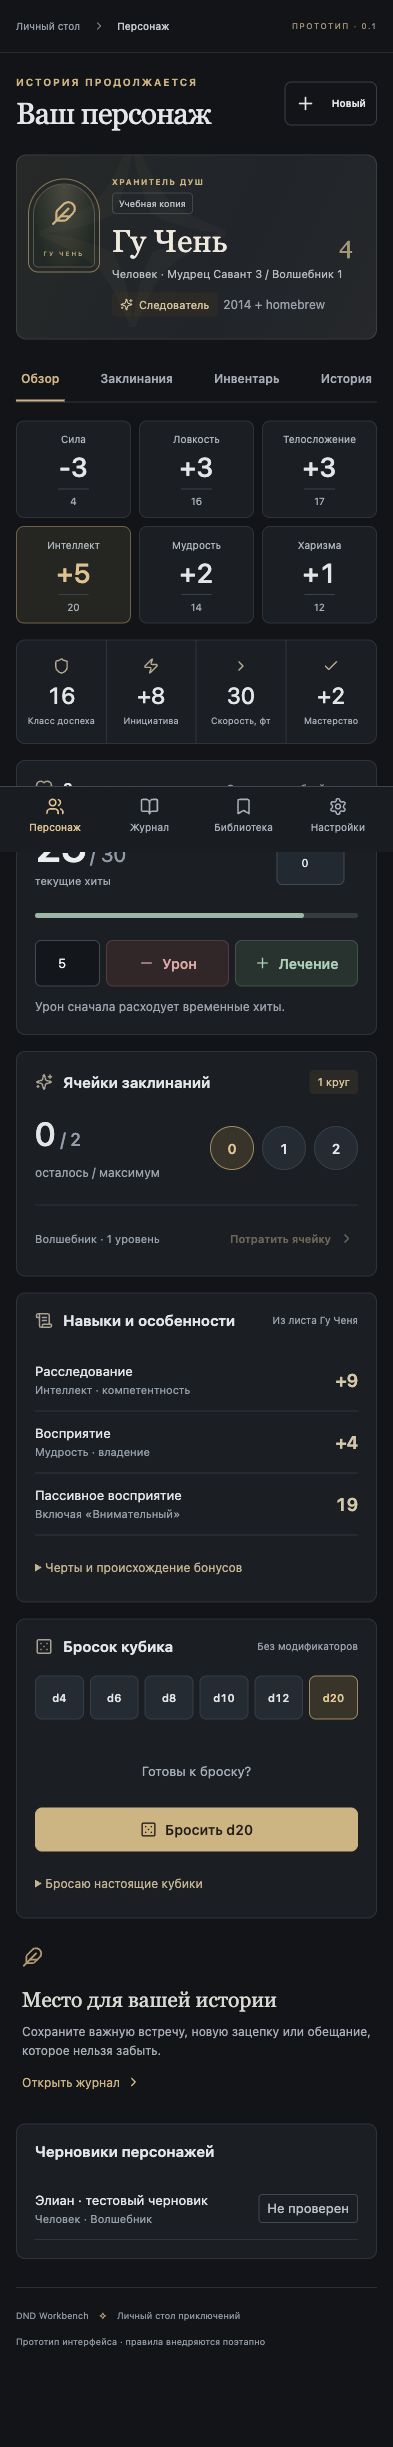 Личный стол
Персонаж
ПРОТОТИП · 0.1
ИСТОРИЯ ПРОДОЛЖАЕТСЯ
Ваш персонаж
Новый
ХРАНИТЕЛЬ ДУШ
Учебная копия
ГУ ЧЕНЬ
Гу Чень
4
Человек · Мудрец Савант 3 / Волшебник 1
Следователь
2014 + homebrew
Обзор
Заклинания
Инвентарь
История
Сила
-3
4
Ловкость
+3
16
Телосложение
+3
17
Интеллект
+5
20
Мудрость
+2
14
Харизма
+1
12
16
Класс доспеха
+8
Инициатива
30
Скорость, фт
+2
Мастерство
Персонаж
Журнал
Библиотека
Настройки
/ 30
0
текущие хиты
5
Урон
Лечение
Урон сначала расходует временные хиты.
Ячейки заклинаний
1 круг
0 / 2
осталось / максимум
0
1
2
Волшебник · 1 уровень
Потратить ячейку
Навыки и особенности
Из листа Гу Ченя
Расследование
Интеллект · компетентность
+9
Восприятие
Мудрость · владение
+4
Пассивное восприятие
Включая «Внимательный»
19
Черты и происхождение бонусов
Бросок кубика
Без модификаторов
d4
d6
d8
d10
d12
d20
Готовы к броску?
Бросить d20
Бросаю настоящие кубики
Место для вашей истории
Сохраните важную встречу, новую зацепку или обещание,
которое нельзя забыть.
Открыть журнал
Черновики персонажей
Элиан · тестовый черновик
Человек · Волшебник
Не проверен
DND Workbench
Личный стол приключений
Прототип интерфейса · правила внедряются поэтапно